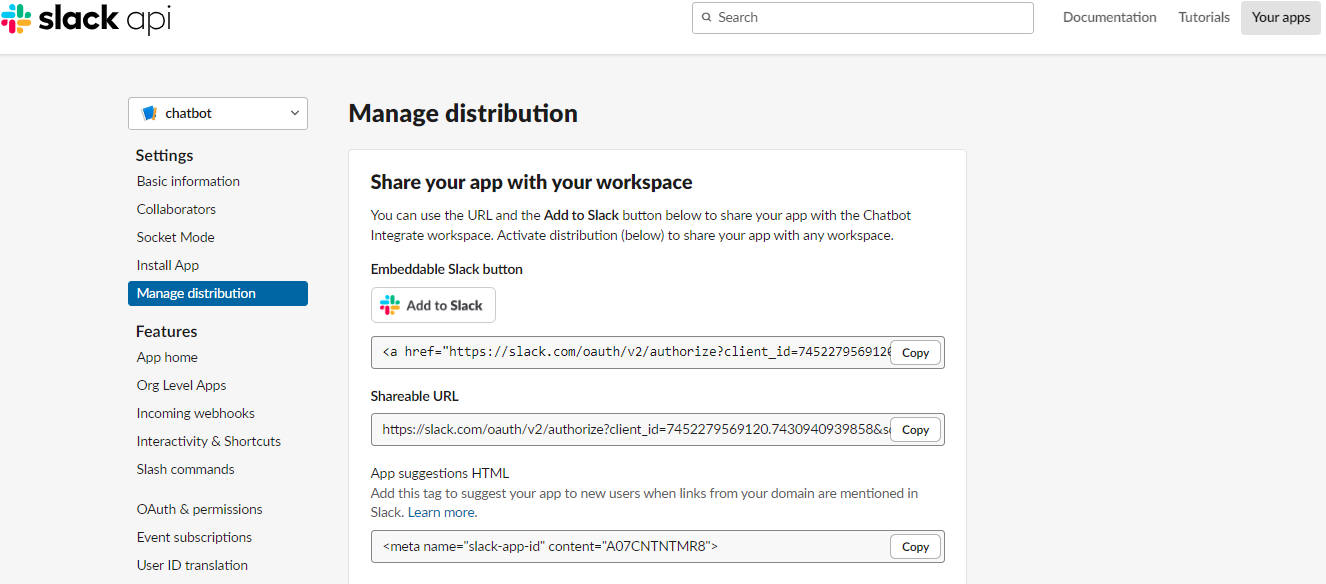 slack api
Search
Documentation
Tutorials
Your apps
chatbot
Settings
Basic information
Collaborators
Socket Mode
Install App
Manage distribution
Features
App home
Org Level Apps
Incoming webhooks
Interactivity & Shortcuts
Slash commands
OAuth & permissions
Event subscriptions
User ID translation
Manage distribution
Share your app with your workspace
You can use the URL and the Add to Slack button below to share your app with the Chatbot
Integrate workspace. Activate distribution (below) to share your app with any workspace.
Embeddable Slack button
Add to Slack
<a href="https://slack.com/oauth/v2/authorize?client_id=7452279569120
Copy
Shareable URL
https://slack.com/oauth/v2/authorize?client_id=7452279569120.7430940939858&s
Copy
App suggestions HTML
Add this tag to suggest your app to new users when links from your domain are mentioned in
Slack. Learn more.
<meta name="slack-app-id" content="A07CNTNTMR8">
Copy